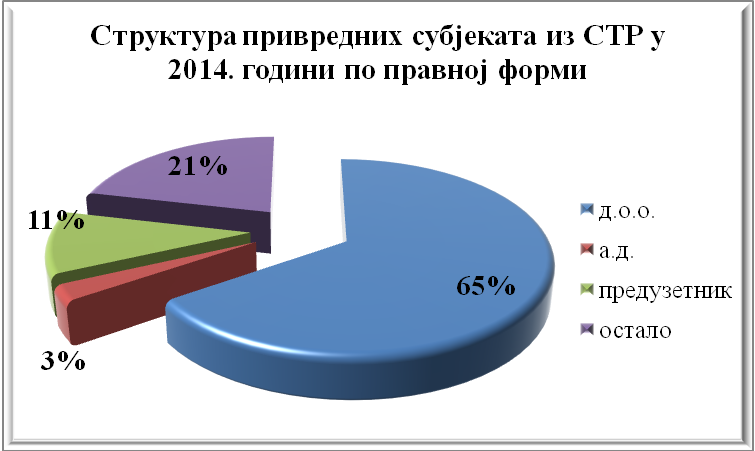 Структура привредних субјеката из СТР у
2014. години по правној форми
21%
11%
65%
3%
д.о.о.
а.д.
предузетник
остало